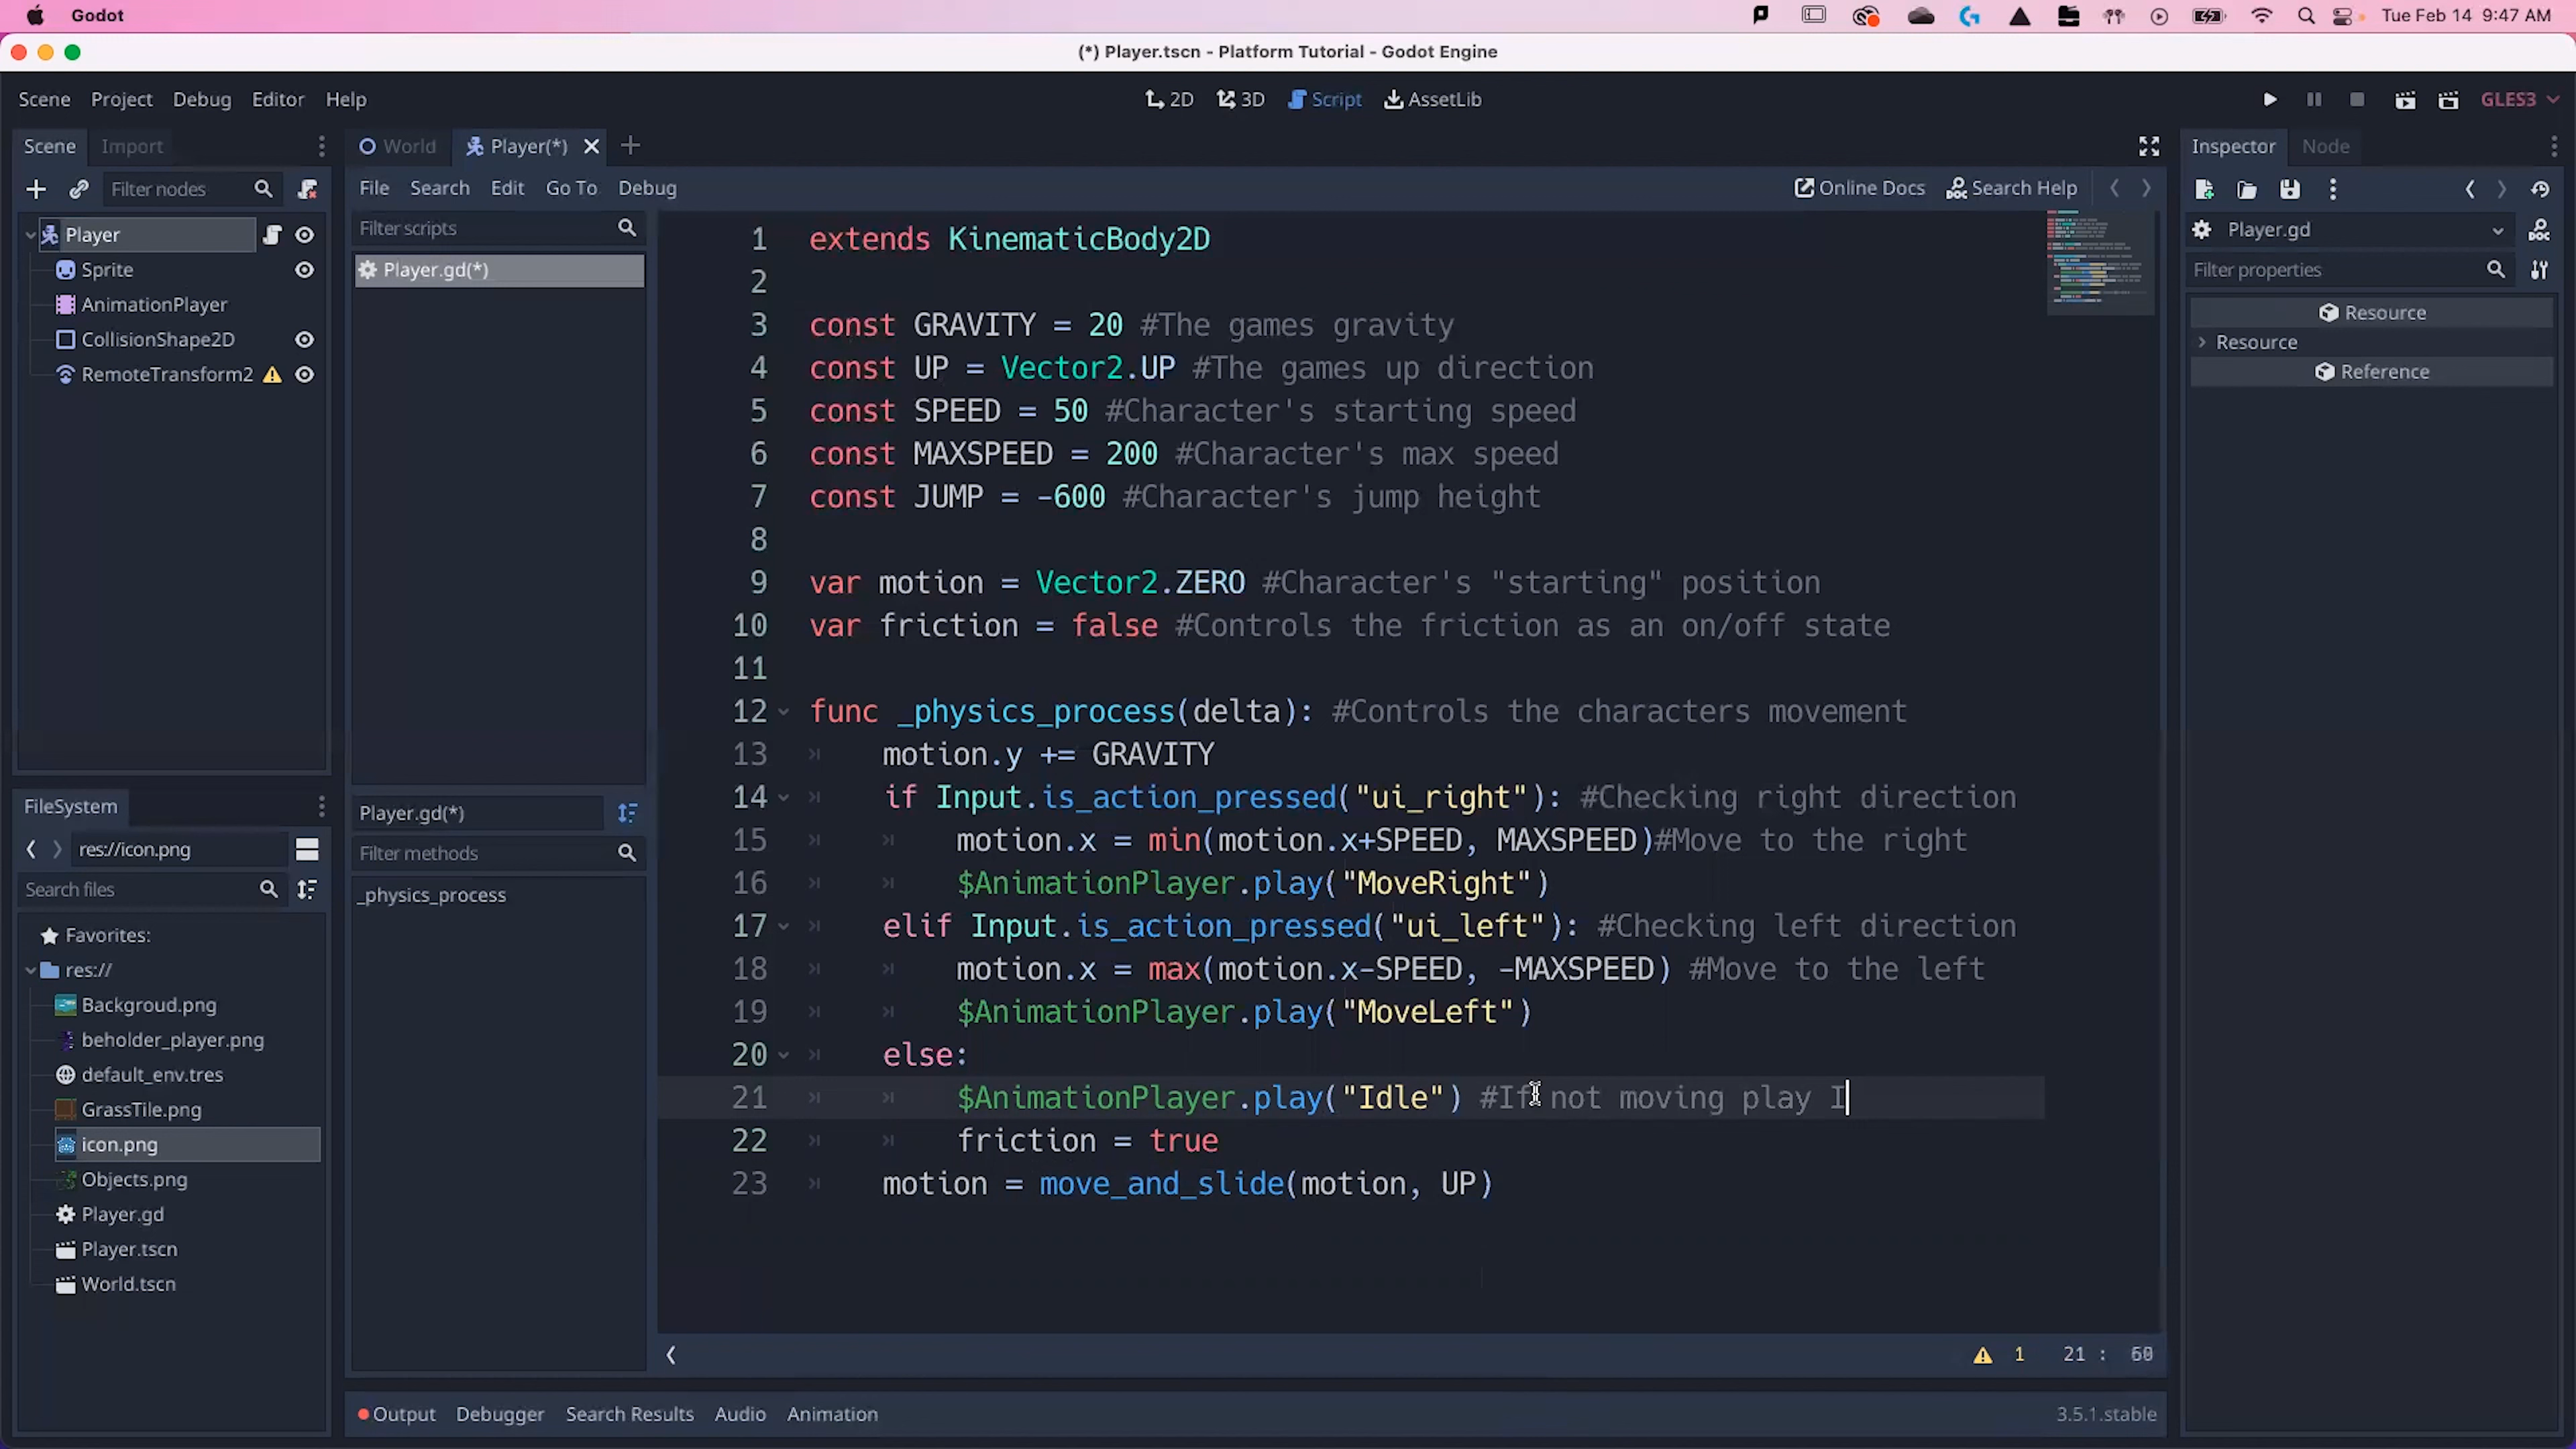 Godot
Tue Feb 14 9:47 AM
(*) Player.tscn - Platform Tutorial - Godot Engine
Scene Project Debug Editor Help
2D 3D Script AssetLib
GLES3
Scene Import
Filter nodes
Player
Sprite
AnimationPlayer
CollisionShape2D
RemoteTransform2
FileSystem
res://icon.png
Search files
Favorites:
res://
Backgroud.png
beholder_player.png
default_env.tres
GrassTile.png
icon.png
Objects.png
Player.gd
Player.tscn
World.tscn
World Player(*)
File Search Edit Go To Debug
Online Docs Search Help
Filter scripts
Player.gd(*)
Player.gd(*)
Filter methods
_physics_process
1 extends KinematicBody2D
2
3 const GRAVITY = 20 #The games gravity
4 const UP = Vector2.UP #The games up direction
5 const SPEED = 50 #Character's starting speed
6 const MAXSPEED = 200 #Character's max speed
7 const JUMP = -600 #Character's jump height
8
9 var motion = Vector2.ZERO #Character's "starting" position
10 var friction = false #Controls the friction as an on/off state
11
12 func _physics_process(delta): #Controls the characters movement
13 motion.y += GRAVITY
14 if Input.is_action_pressed("ui_right"): #Checking right direction
15 motion.x = min(motion.x+SPEED, MAXSPEED)#Move to the right
16 $AnimationPlayer.play("MoveRight")
17 elif Input.is_action_pressed("ui_left"): #Checking left direction
18 motion.x = max(motion.x-SPEED, -MAXSPEED) #Move to the left
19 $AnimationPlayer.play("MoveLeft")
20 else:
21 $AnimationPlayer.play("Idle") #If not moving play I
22 friction = true
23 motion = move_and_slide(motion, UP)
1 21 : 60
Output Debugger Search Results Audio Animation
3.5.1.stable
Inspector Node
Player.gd
DOC
Filter properties
Resource
Resource
Reference